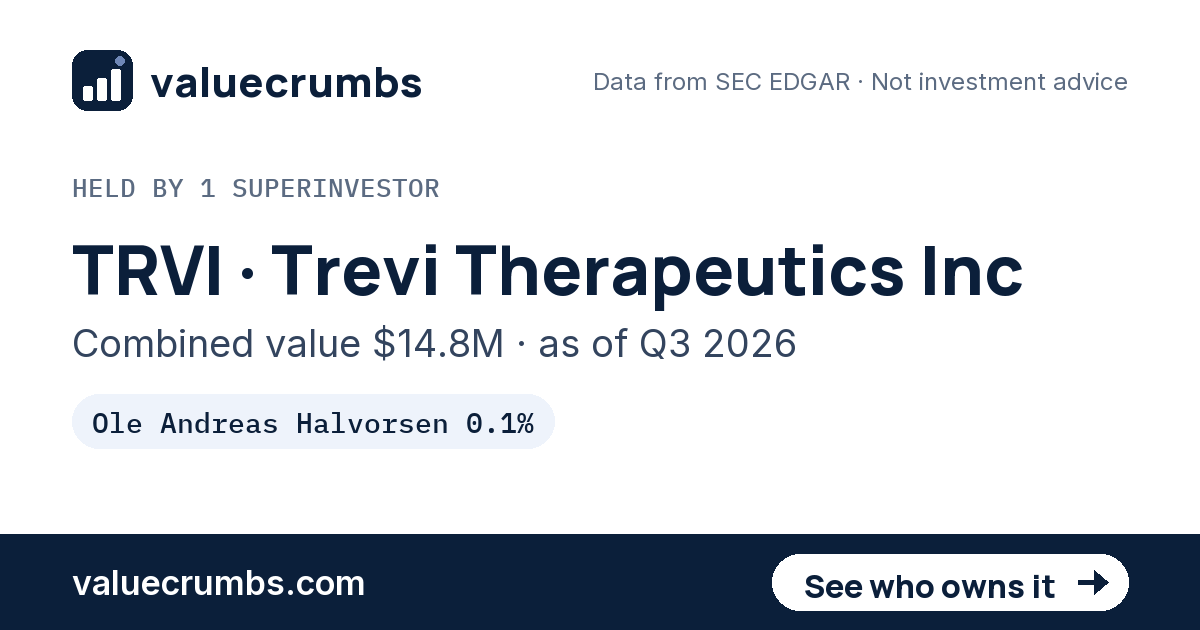 valuecrumbs
Data from SEC EDGAR · Not investment advice
HELD BY 1 SUPERINVESTOR
TRVI · Trevi Therapeutics Inc
Combined value $14.8M · as of Q3 2026
Ole Andreas Halvorsen 0.1%
valuecrumbs.com
See who owns it →